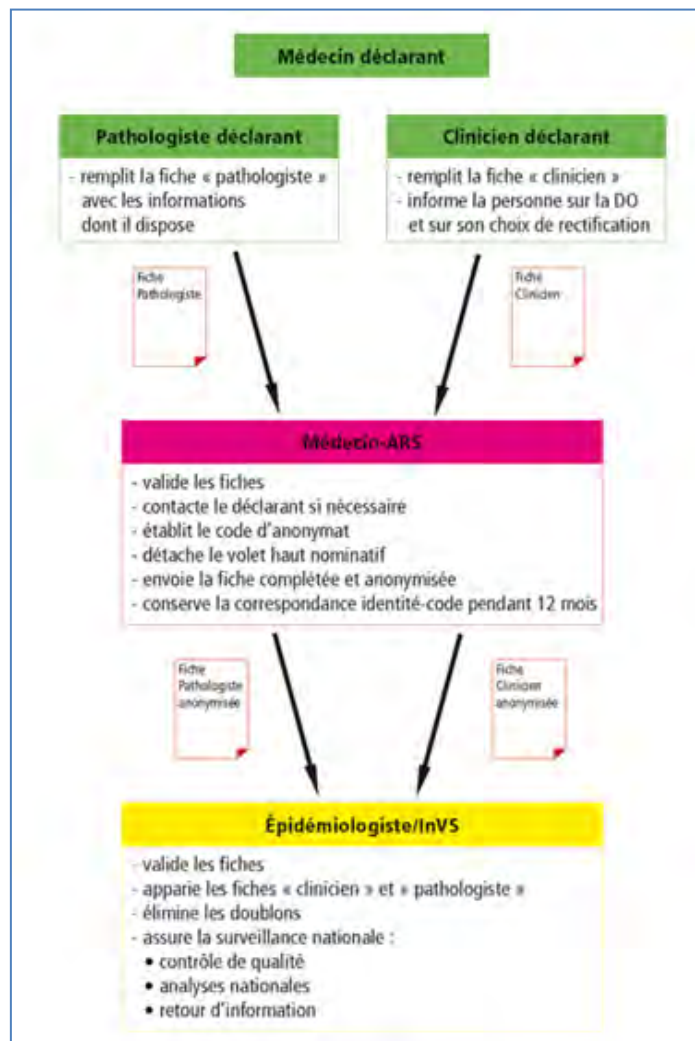 Médecin déclarant
Pathologiste déclarant
- remplit la fiche « pathologiste »
avec les informations
dont il dispose
Clinicien déclarant
- remplit la fiche « clinicien »
- informe la personne sur la DO
et sur son choix de rectification
Fiche
Pathologiste
Fiche
Clinicien
Médecin-ARS
- valide les fiches
- contacte le déclarant si nécessaire
- établit le code d'anonymat
- détache le volet haut nominatif
- envoie la fiche complétée et anonymisée
- conserve la correspondance identité-code pendant 12 mois
Fiche
Pathologiste
anonymisée
Fiche
Clinicien
anonymisée
Épidémiologiste/InVS
- valide les fiches
- apparie les fiches « clinicien » et « pathologiste »
- élimine les doublons
- assure la surveillance nationale :
• contrôle de qualité
• analyses nationales
• retour d'information